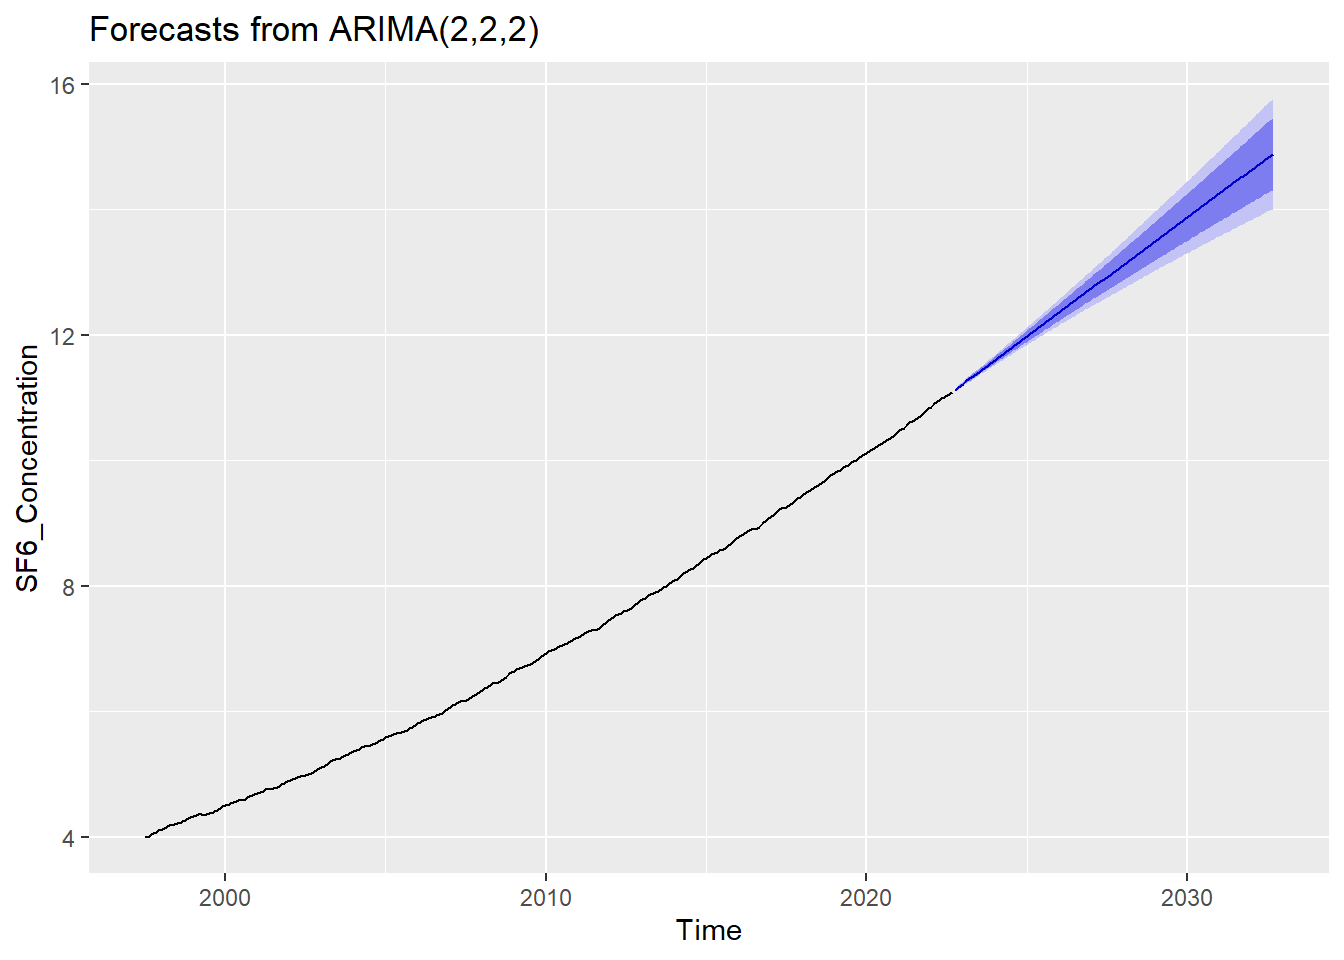 Forecasts from ARIMA(2,2,2)
16
12
8
4
SF6_Concentration
2000 2010 2020 2030
Time